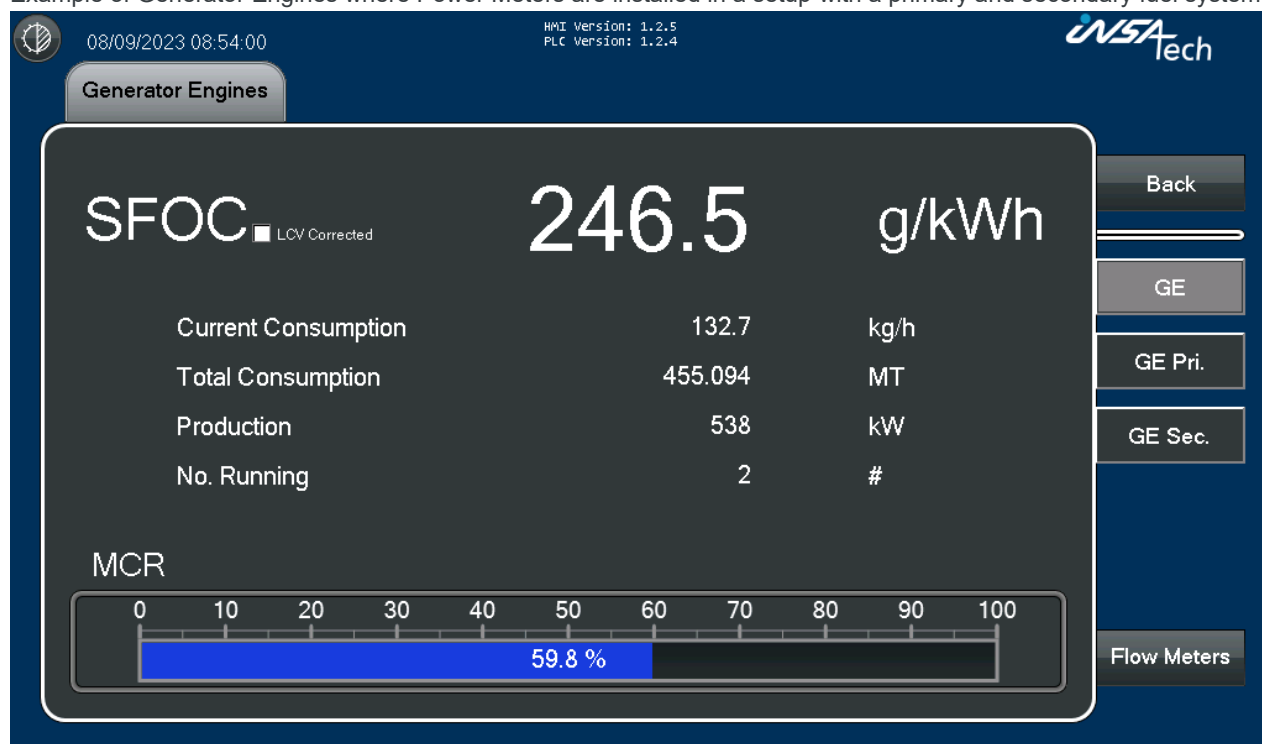 Example of Generator Engines where Power Meters are installed in a setup with a primary and secondary fuel system
08/09/2023 08:54:00
HMI Version: 1.2.5
PLC Version: 1.2.4
iNSATech
Generator Engines
Back
SFOC LCV Corrected 246.5 g/kWh
GE
Current Consumption 132.7 kg/h
GE Pri.
Total Consumption 455.094 MT
Production 538 kW
GE Sec.
No. Running 2 #
MCR
0 10 20 30 40 50 60 70 80 90 100
59.8 %
Flow Meters